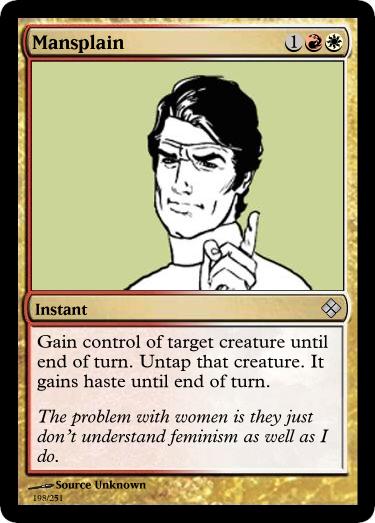 Mansplain 1
Instant
Gain control of target creature until
end of turn. Untap that creature. It
gains haste until end of turn.
The problem with women is they just
don't understand feminism as well as I
do.
Source Unknown
198/251